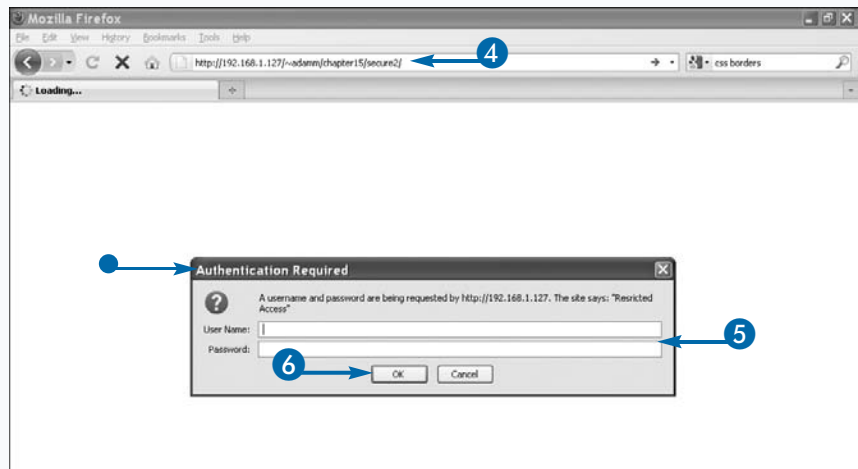 Mozilla Firefox
File Edit View History Bookmarks Tools Help
http://192.168.1.127/~adamm/chapter15/secure2/
4
css borders
Loading...
Authentication Required
A username and password are being requested by http://192.168.1.127. The site says: "Resricted
Access"
User Name:
5
Password:
6
OK
Cancel